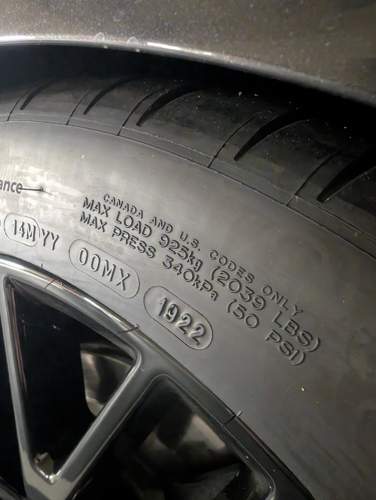 ance
CANADA AND U.S. CODES ONLY
MAX LOAD 925kg (2039 LBS)
MAX PRESS 340kPa (50 PSI)
14M YY 00MX 1922